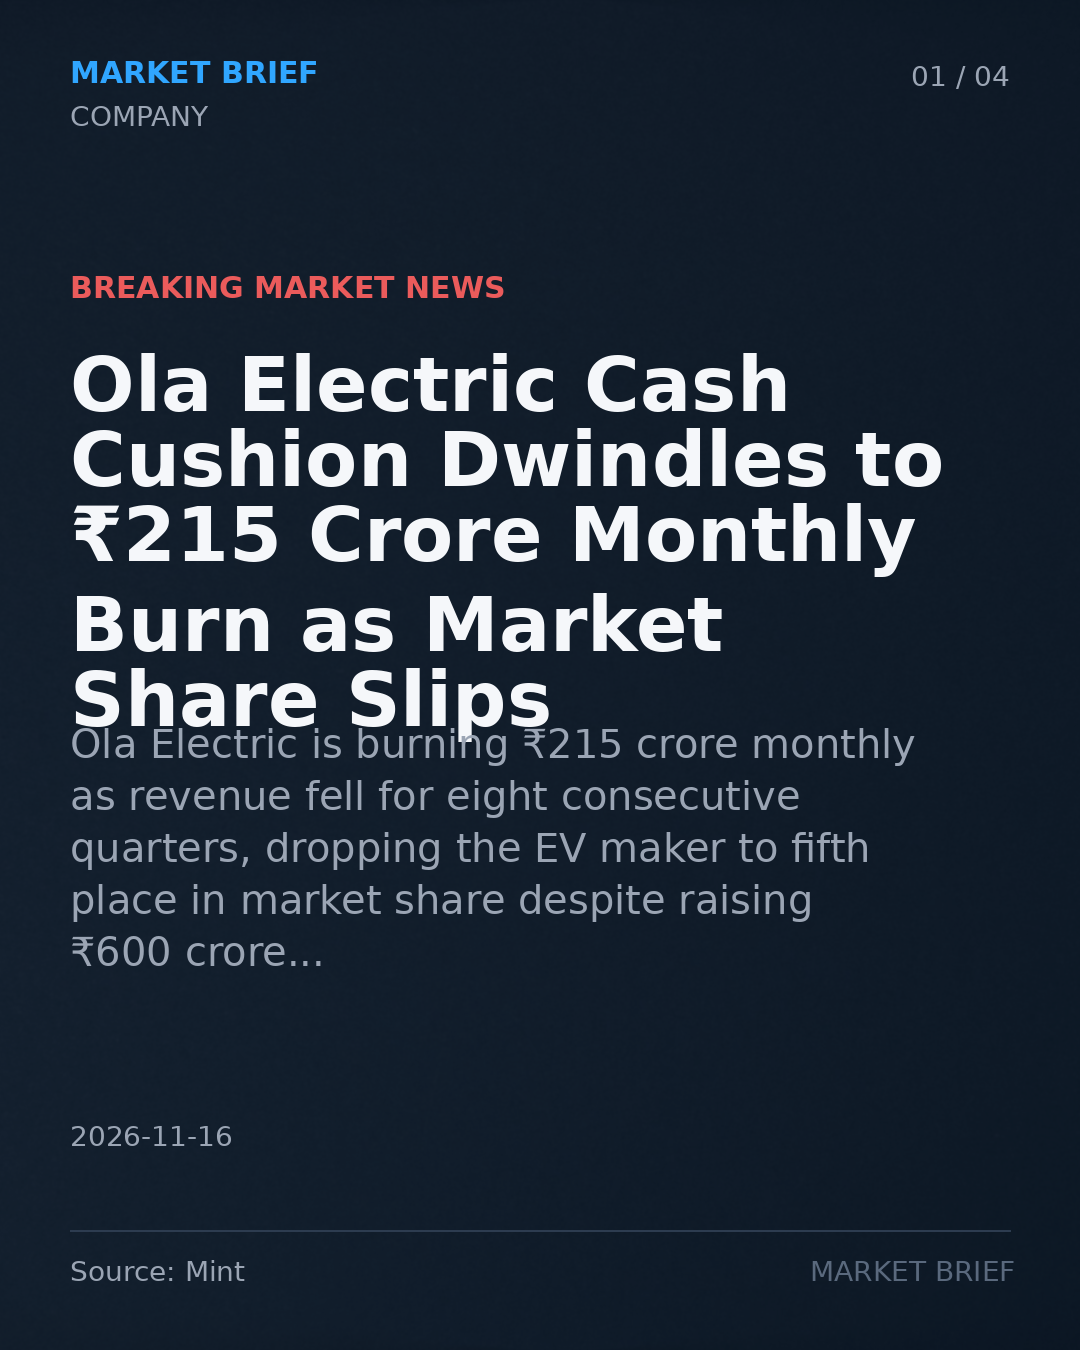 MARKET BRIEF
01 / 04
COMPANY
BREAKING MARKET NEWS
Ola Electric Cash
Cushion Dwindles to
₹215 Crore Monthly
Burn as Market
Share Slips
Ola Electric is burning ₹215 crore monthly
as revenue fell for eight consecutive
quarters, dropping the EV maker to fifth
place in market share despite raising
₹600 crore...
2026-11-16
Source: Mint
MARKET BRIEF